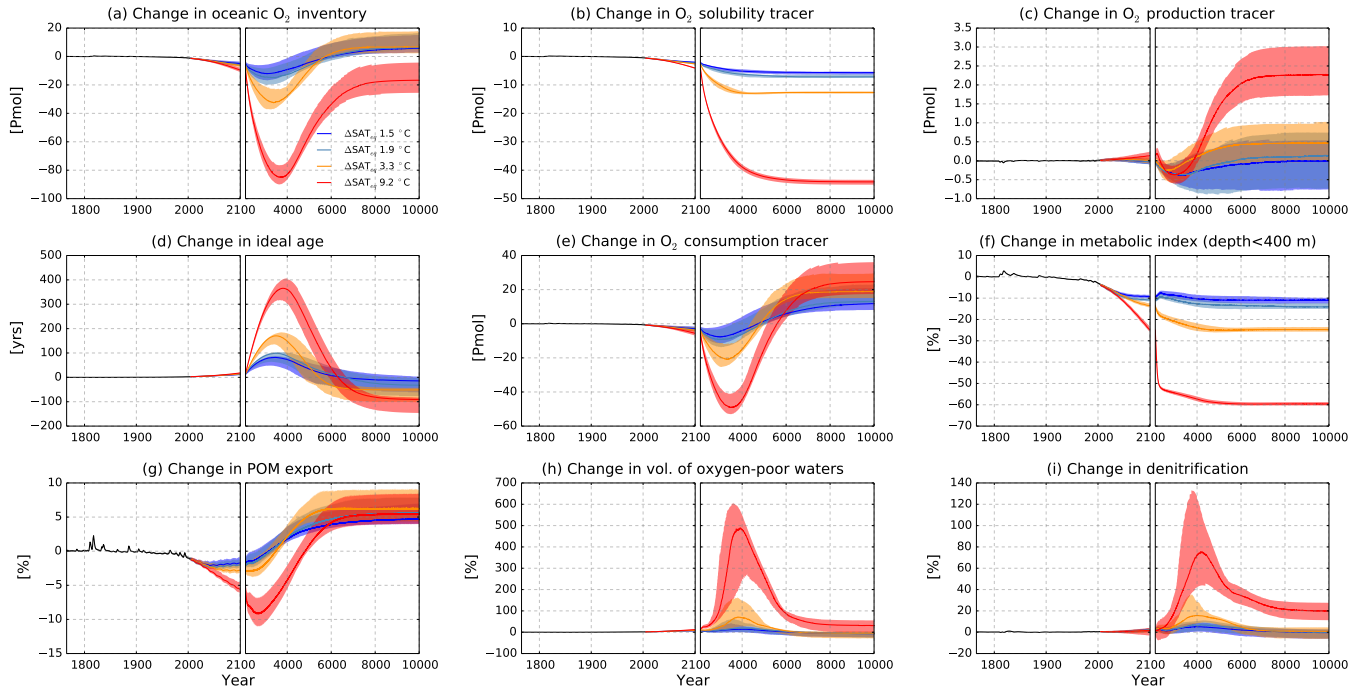 (a) Change in oceanic O₂ inventory
[Pmol]
20
0
−20
−40
−60
−80
−100
1800 1900 2000 2100 4000 6000 8000 10000
ΔSAT_eq 1.5 °C
ΔSAT_eq 1.9 °C
ΔSAT_eq 3.3 °C
ΔSAT_eq 9.2 °C
(b) Change in O₂ solubility tracer
[Pmol]
10
0
−10
−20
−30
−40
−50
1800 1900 2000 2100 4000 6000 8000 10000
(c) Change in O₂ production tracer
[Pmol]
3.5
3.0
2.5
2.0
1.5
1.0
0.5
0.0
−0.5
−1.0
1800 1900 2000 2100 4000 6000 8000 10000
(d) Change in ideal age
[yrs]
500
400
300
200
100
0
−100
−200
1800 1900 2000 2100 4000 6000 8000 10000
(e) Change in O₂ consumption tracer
[Pmol]
40
20
0
−20
−40
−60
1800 1900 2000 2100 4000 6000 8000 10000
(f) Change in metabolic index (depth<400 m)
[%]
10
0
−10
−20
−30
−40
−50
−60
−70
1800 1900 2000 2100 4000 6000 8000 10000
(g) Change in POM export
[%]
10
5
0
−5
−10
−15
1800 1900 2000 2100 4000 6000 8000 10000
Year
(h) Change in vol. of oxygen-poor waters
[%]
700
600
500
400
300
200
100
0
−100
1800 1900 2000 2100 4000 6000 8000 10000
Year
(i) Change in denitrification
[%]
140
120
100
80
60
40
20
0
−20
1800 1900 2000 2100 4000 6000 8000 10000
Year